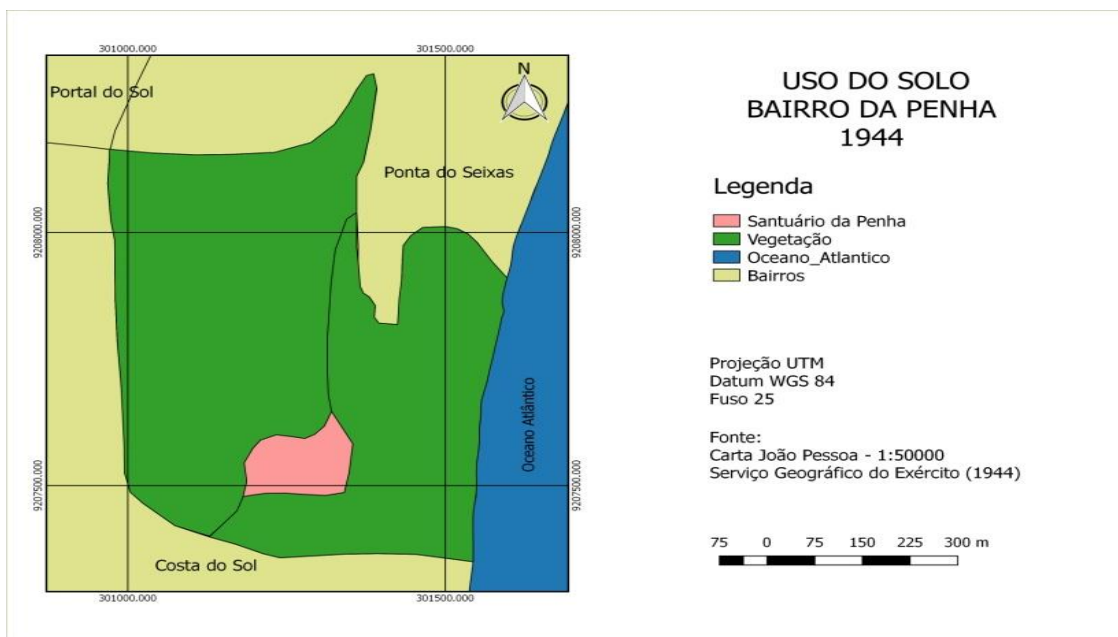 301000.000
301500.000
Portal do Sol
N
Ponta do Seixas
9208000.000
9208000.000
Oceano Atlântico
9207500.000
9207500.000
Costa do Sol
301000.000
301500.000
USO DO SOLO
BAIRRO DA PENHA
1944
Legenda
Santuário da Penha
Vegetação
Oceano_Atlantico
Bairros
Projeção UTM
Datum WGS 84
Fuso 25
Fonte:
Carta João Pessoa - 1:50000
Serviço Geográfico do Exército (1944)
75 0 75 150 225 300 m